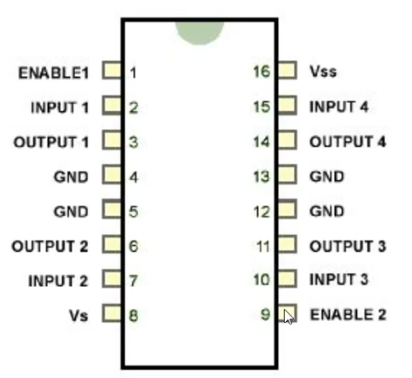 ENABLE1 1 16 Vss
INPUT 1 2 15 INPUT 4
OUTPUT 1 3 14 OUTPUT 4
GND 4 13 GND
GND 5 12 GND
OUTPUT 2 6 11 OUTPUT 3
INPUT 2 7 10 INPUT 3
Vs 8 9 ENABLE 2